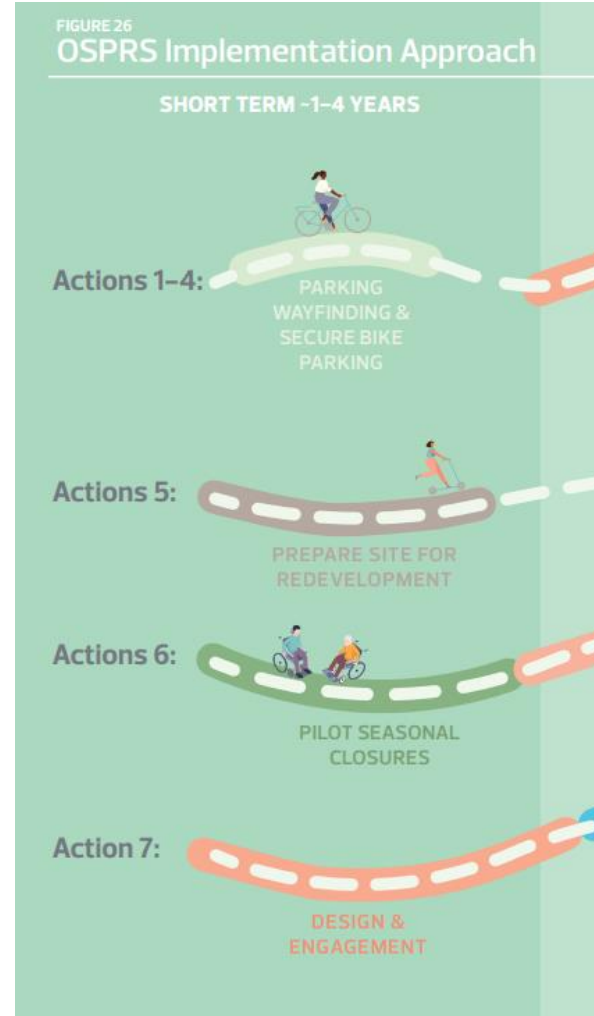 FIGURE 26
OSPRS Implementation Approach
SHORT TERM ~1–4 YEARS
Actions 1–4:
PARKING
WAYFINDING &
SECURE BIKE
PARKING
Actions 5:
PREPARE SITE FOR
REDEVELOPMENT
Actions 6:
PILOT SEASONAL
CLOSURES
Action 7:
DESIGN &
ENGAGEMENT